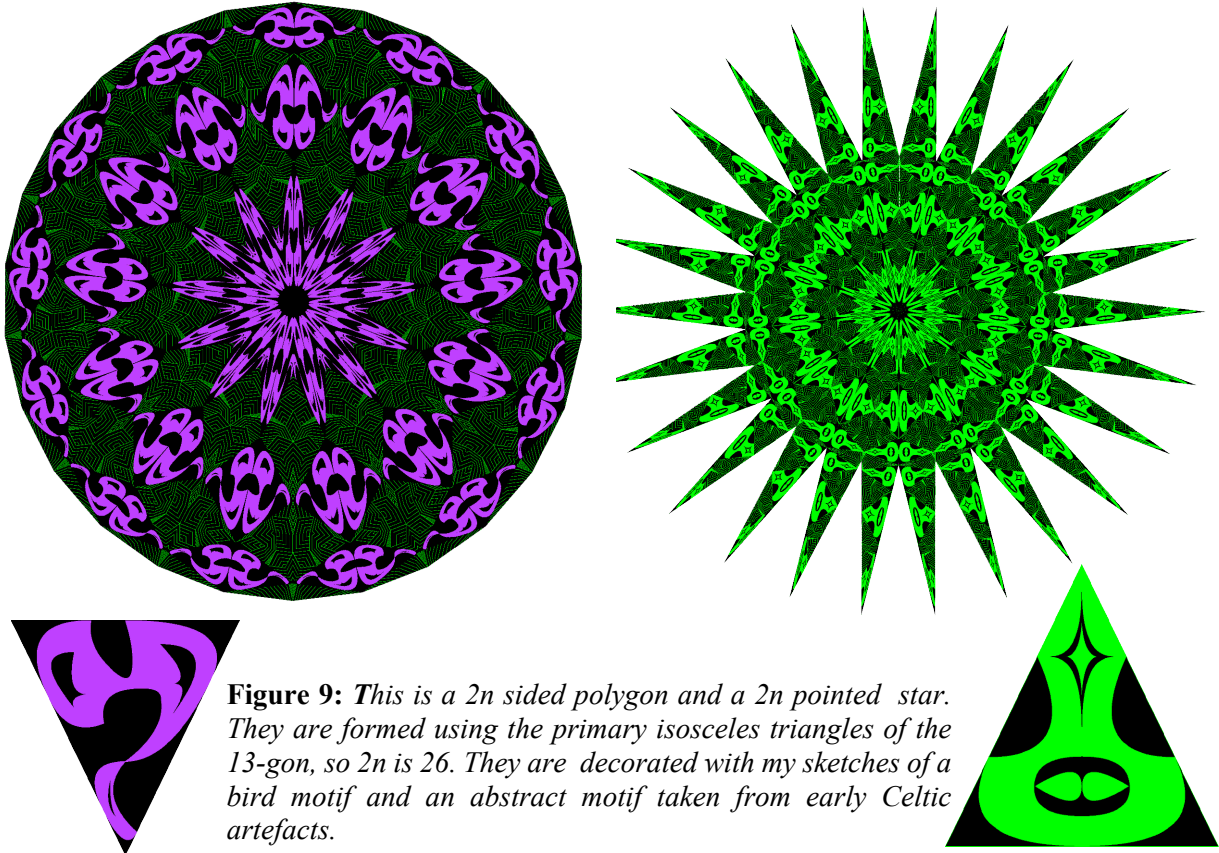 Figure 9: This is a 2n sided polygon and a 2n pointed star.
They are formed using the primary isosceles triangles of the
13-gon, so 2n is 26. They are decorated with my sketches of a
bird motif and an abstract motif taken from early Celtic
artefacts.